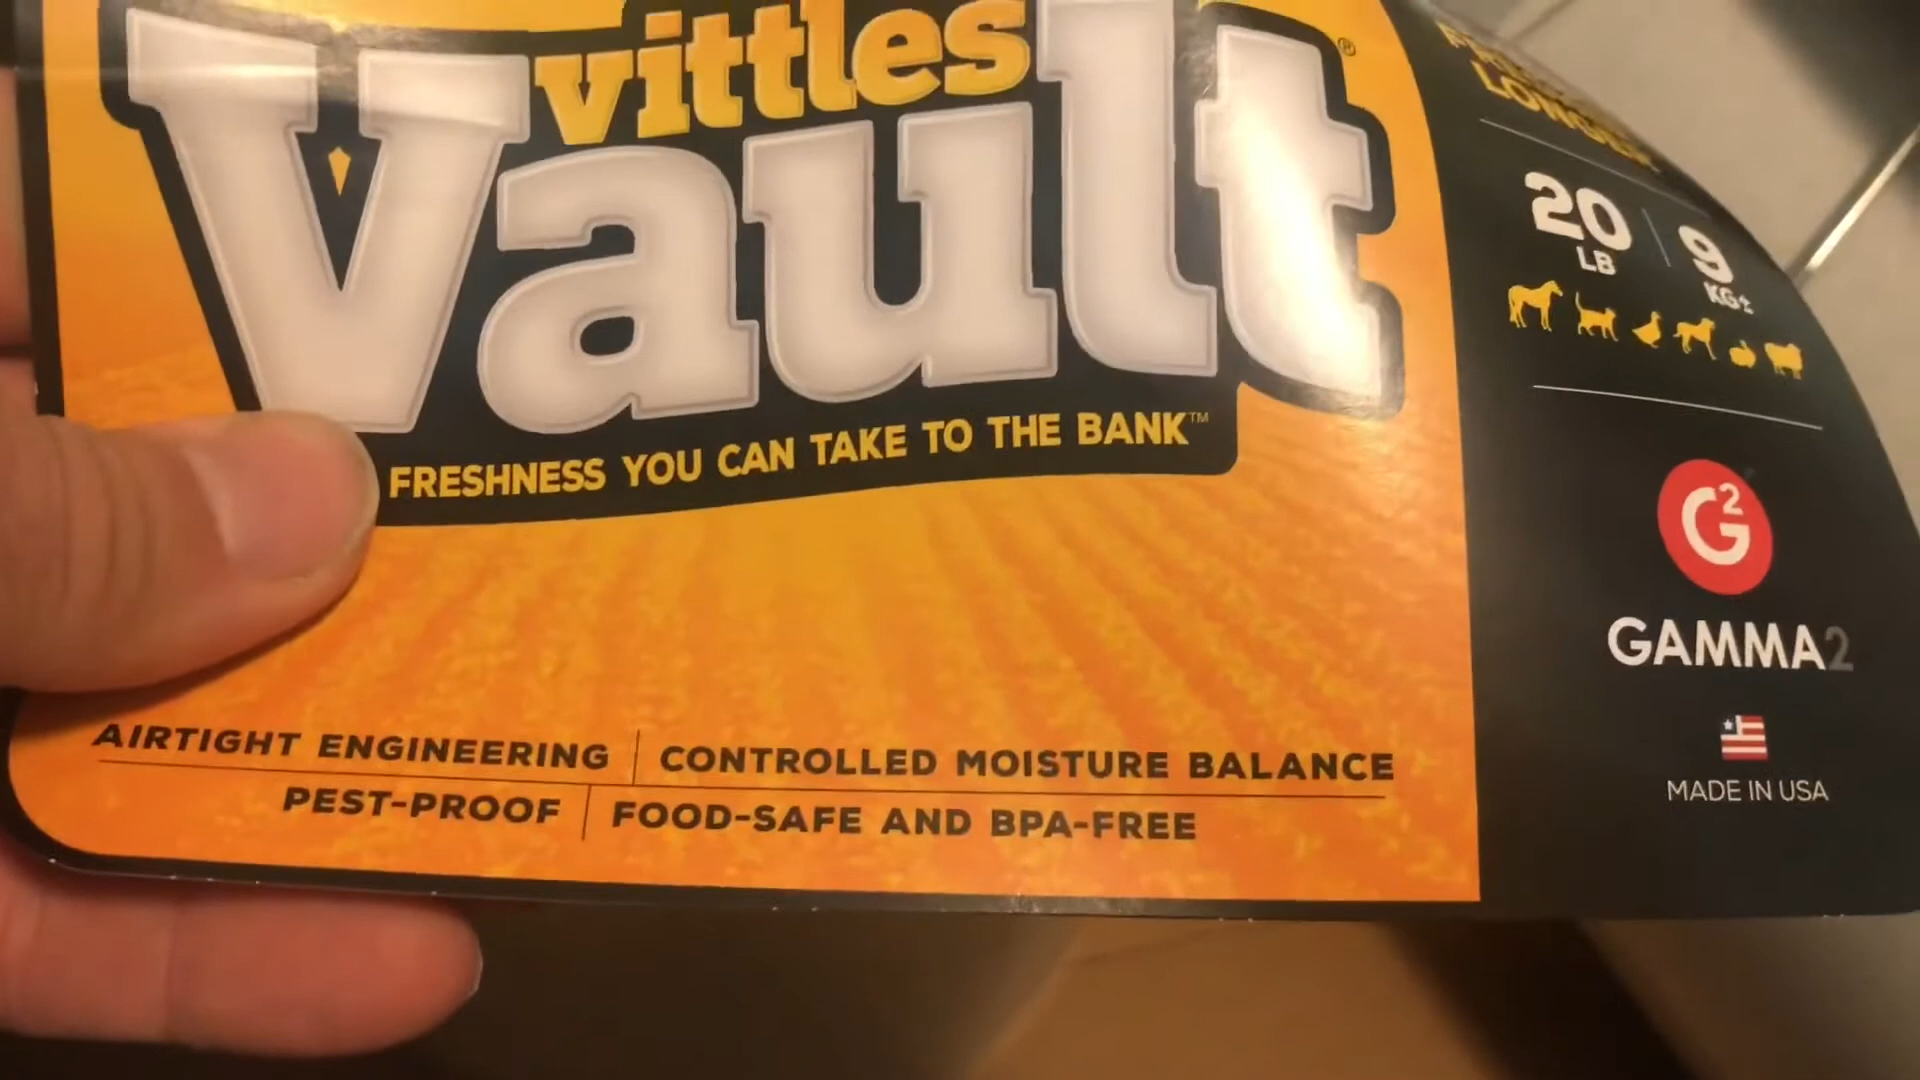 vittles
Vault®
FRESHNESS YOU CAN TAKE TO THE BANK™
AIRTIGHT ENGINEERING | CONTROLLED MOISTURE BALANCE
PEST-PROOF | FOOD-SAFE AND BPA-FREE
LONGER
20 9
LB KG±
G2
GAMMA2
MADE IN USA